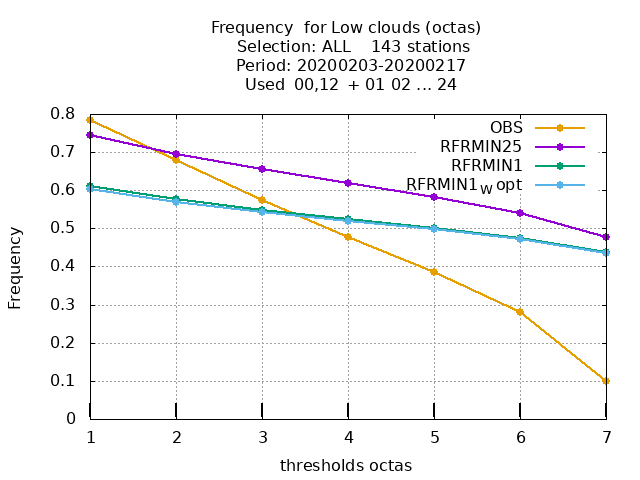 Frequency  for Low clouds (octas)
Selection: ALL    143 stations
Period: 20200203-20200217
Used  00,12  + 01 02 ... 24
OBS
RFRMIN25
RFRMIN1
RFRMIN1W opt
0.8
0.7
0.6
0.5
0.4
0.3
0.2
0.1
0
Frequency
1 2 3 4 5 6 7
thresholds octas